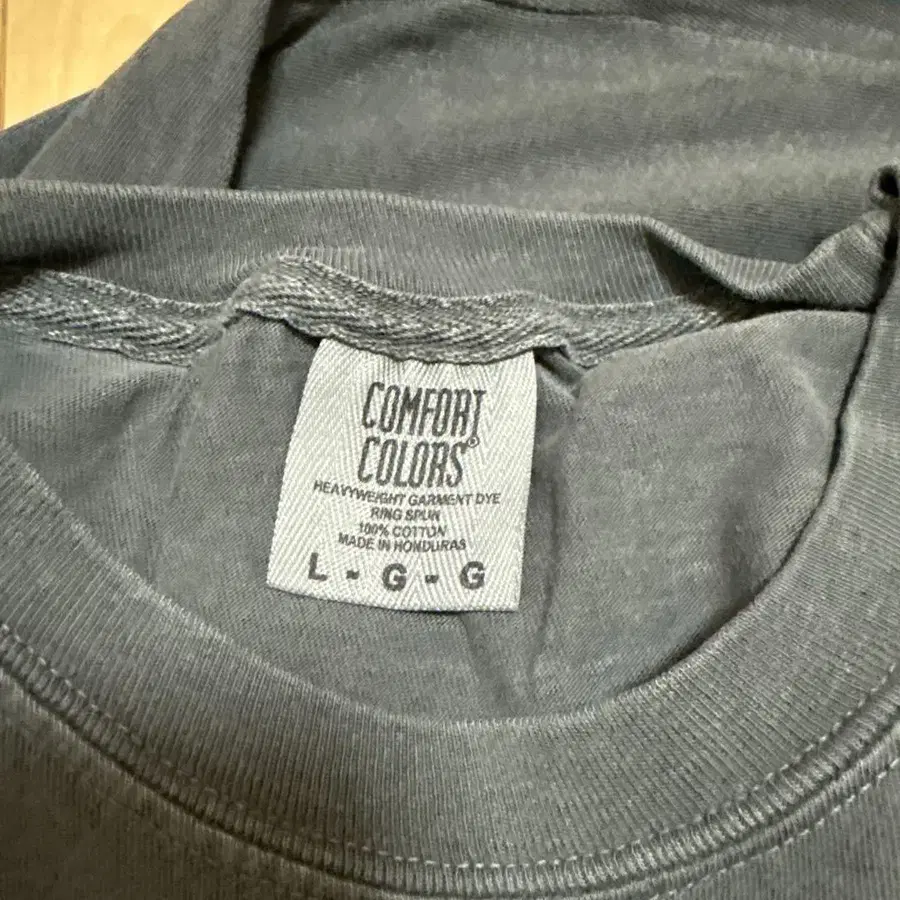 COMFORT
COLORS®
HEAVYWEIGHT GARMENT DYE
RING SPUN
100% COTTON
MADE IN HONDURAS
L - G - G